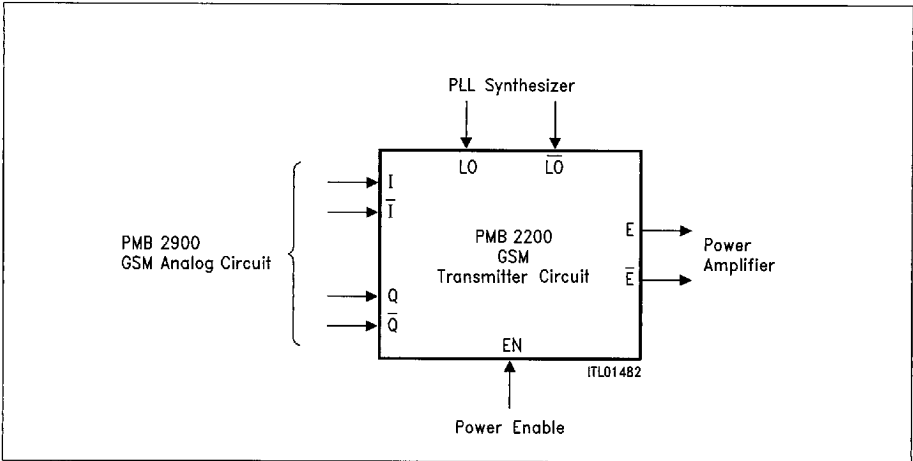 PLL Synthesizer
LO L̅O̅
I
I̅
PMB 2900
GSM Analog Circuit
PMB 2200
GSM
Transmitter Circuit
E
E̅
Power
Amplifier
Q
Q̅
EN
ITL01482
Power Enable